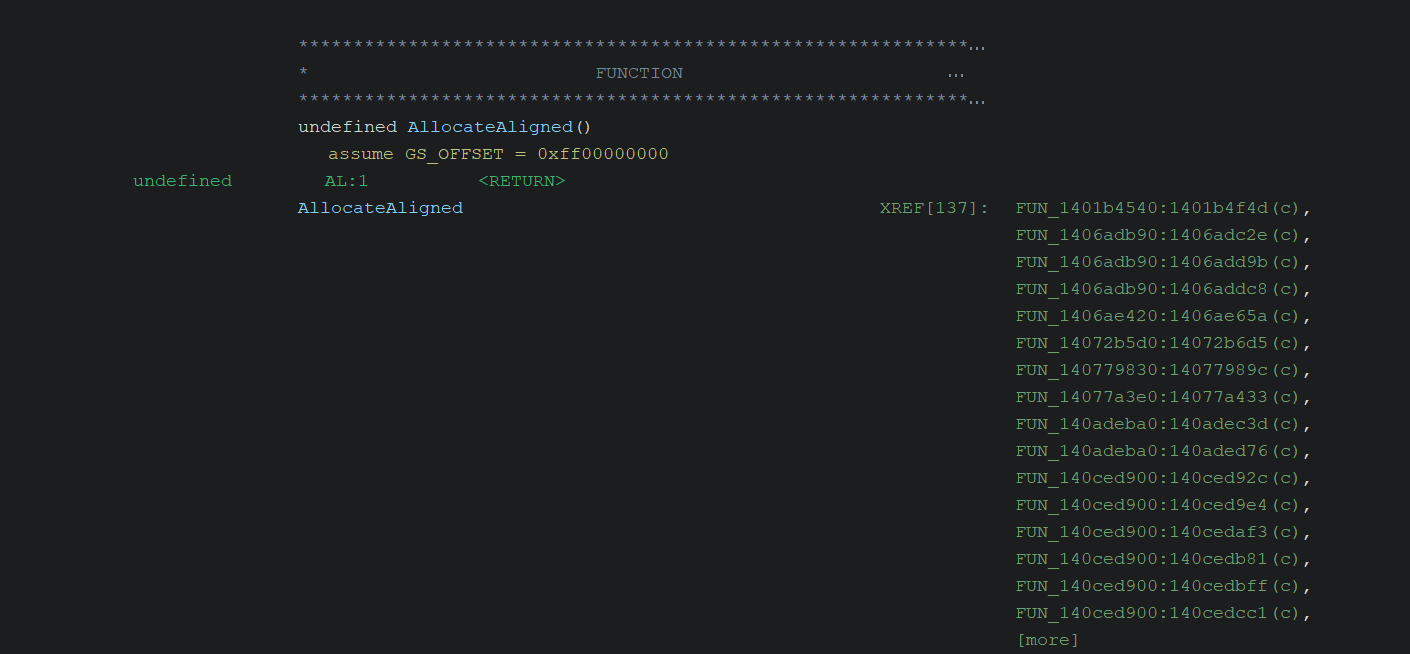 **************************************************************…
* FUNCTION …
**************************************************************…
undefined AllocateAligned()
assume GS_OFFSET = 0xff00000000
undefined AL:1 <RETURN>
AllocateAligned XREF[137]: FUN_1401b4540:1401b4f4d(c),
FUN_1406adb90:1406adc2e(c),
FUN_1406adb90:1406add9b(c),
FUN_1406adb90:1406addc8(c),
FUN_1406ae420:1406ae65a(c),
FUN_14072b5d0:14072b6d5(c),
FUN_140779830:14077989c(c),
FUN_14077a3e0:14077a433(c),
FUN_140adeba0:140adec3d(c),
FUN_140adeba0:140aded76(c),
FUN_140ced900:140ced92c(c),
FUN_140ced900:140ced9e4(c),
FUN_140ced900:140cedaf3(c),
FUN_140ced900:140cedb81(c),
FUN_140ced900:140cedbff(c),
FUN_140ced900:140cedcc1(c),
[more]